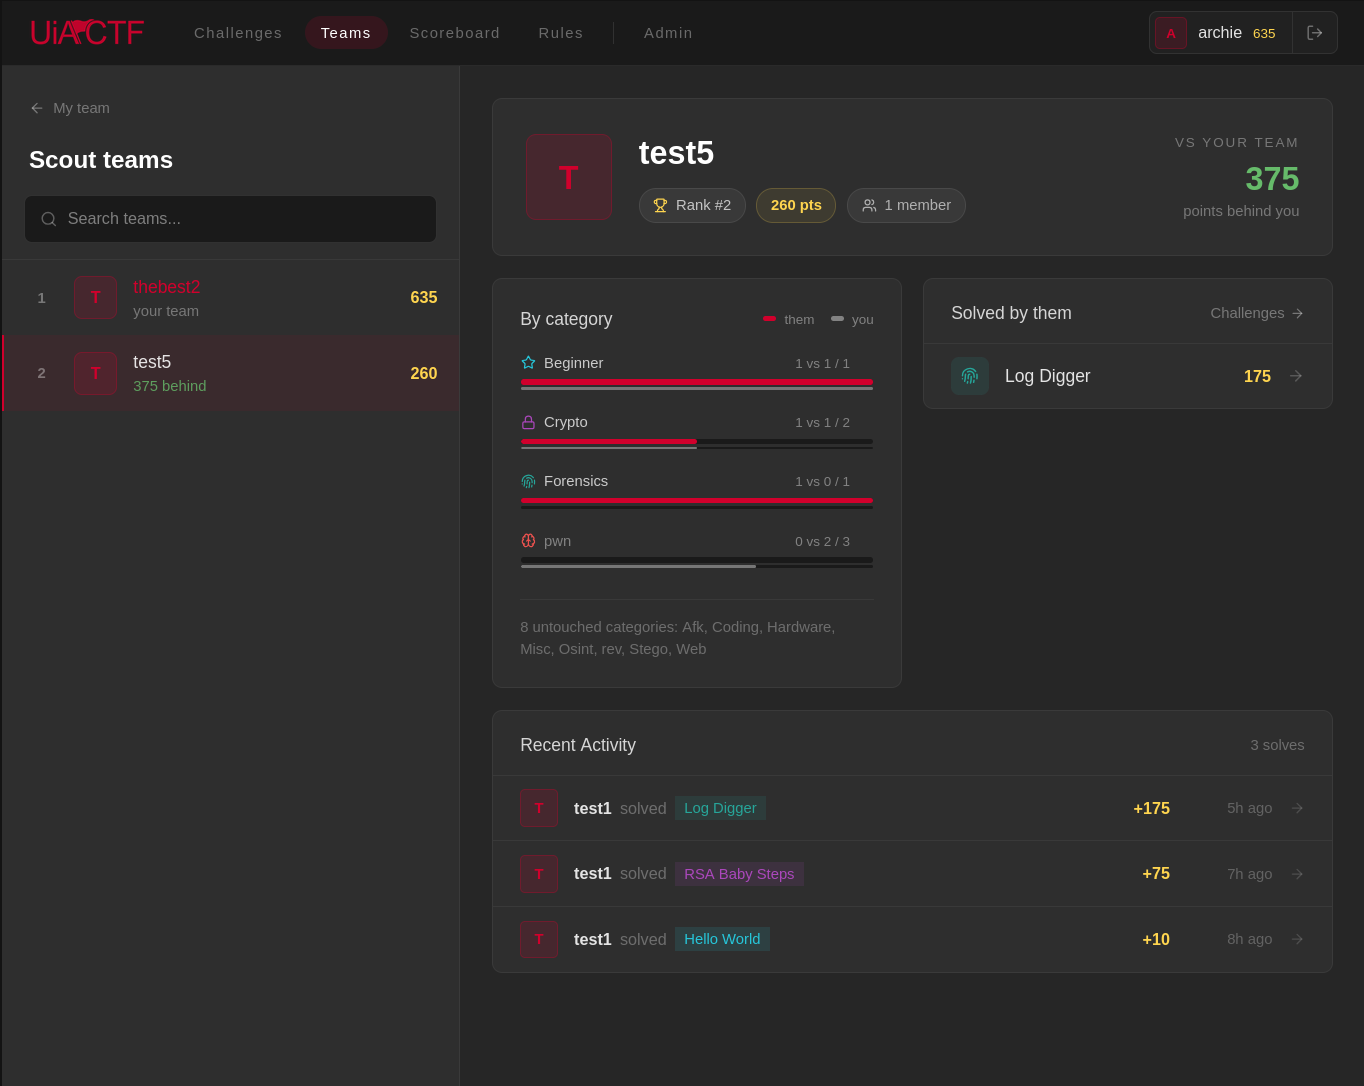 UiACTF
Challenges
Teams
Scoreboard
Rules
Admin
A
archie 635
My team
Scout teams
Search teams...
1
T
thebest2
your team
635
2
T
test5
375 behind
260
T
test5
Rank #2
260 pts
1 member
VS YOUR TEAM
375
points behind you
By category
them
you
Beginner
1 vs 1 / 1
Crypto
1 vs 1 / 2
Forensics
1 vs 0 / 1
pwn
0 vs 2 / 3
8 untouched categories: Afk, Coding, Hardware,
Misc, Osint, rev, Stego, Web
Solved by them
Challenges
Log Digger
175
Recent Activity
3 solves
T
test1 solved Log Digger
+175
5h ago
T
test1 solved RSA Baby Steps
+75
7h ago
T
test1 solved Hello World
+10
8h ago